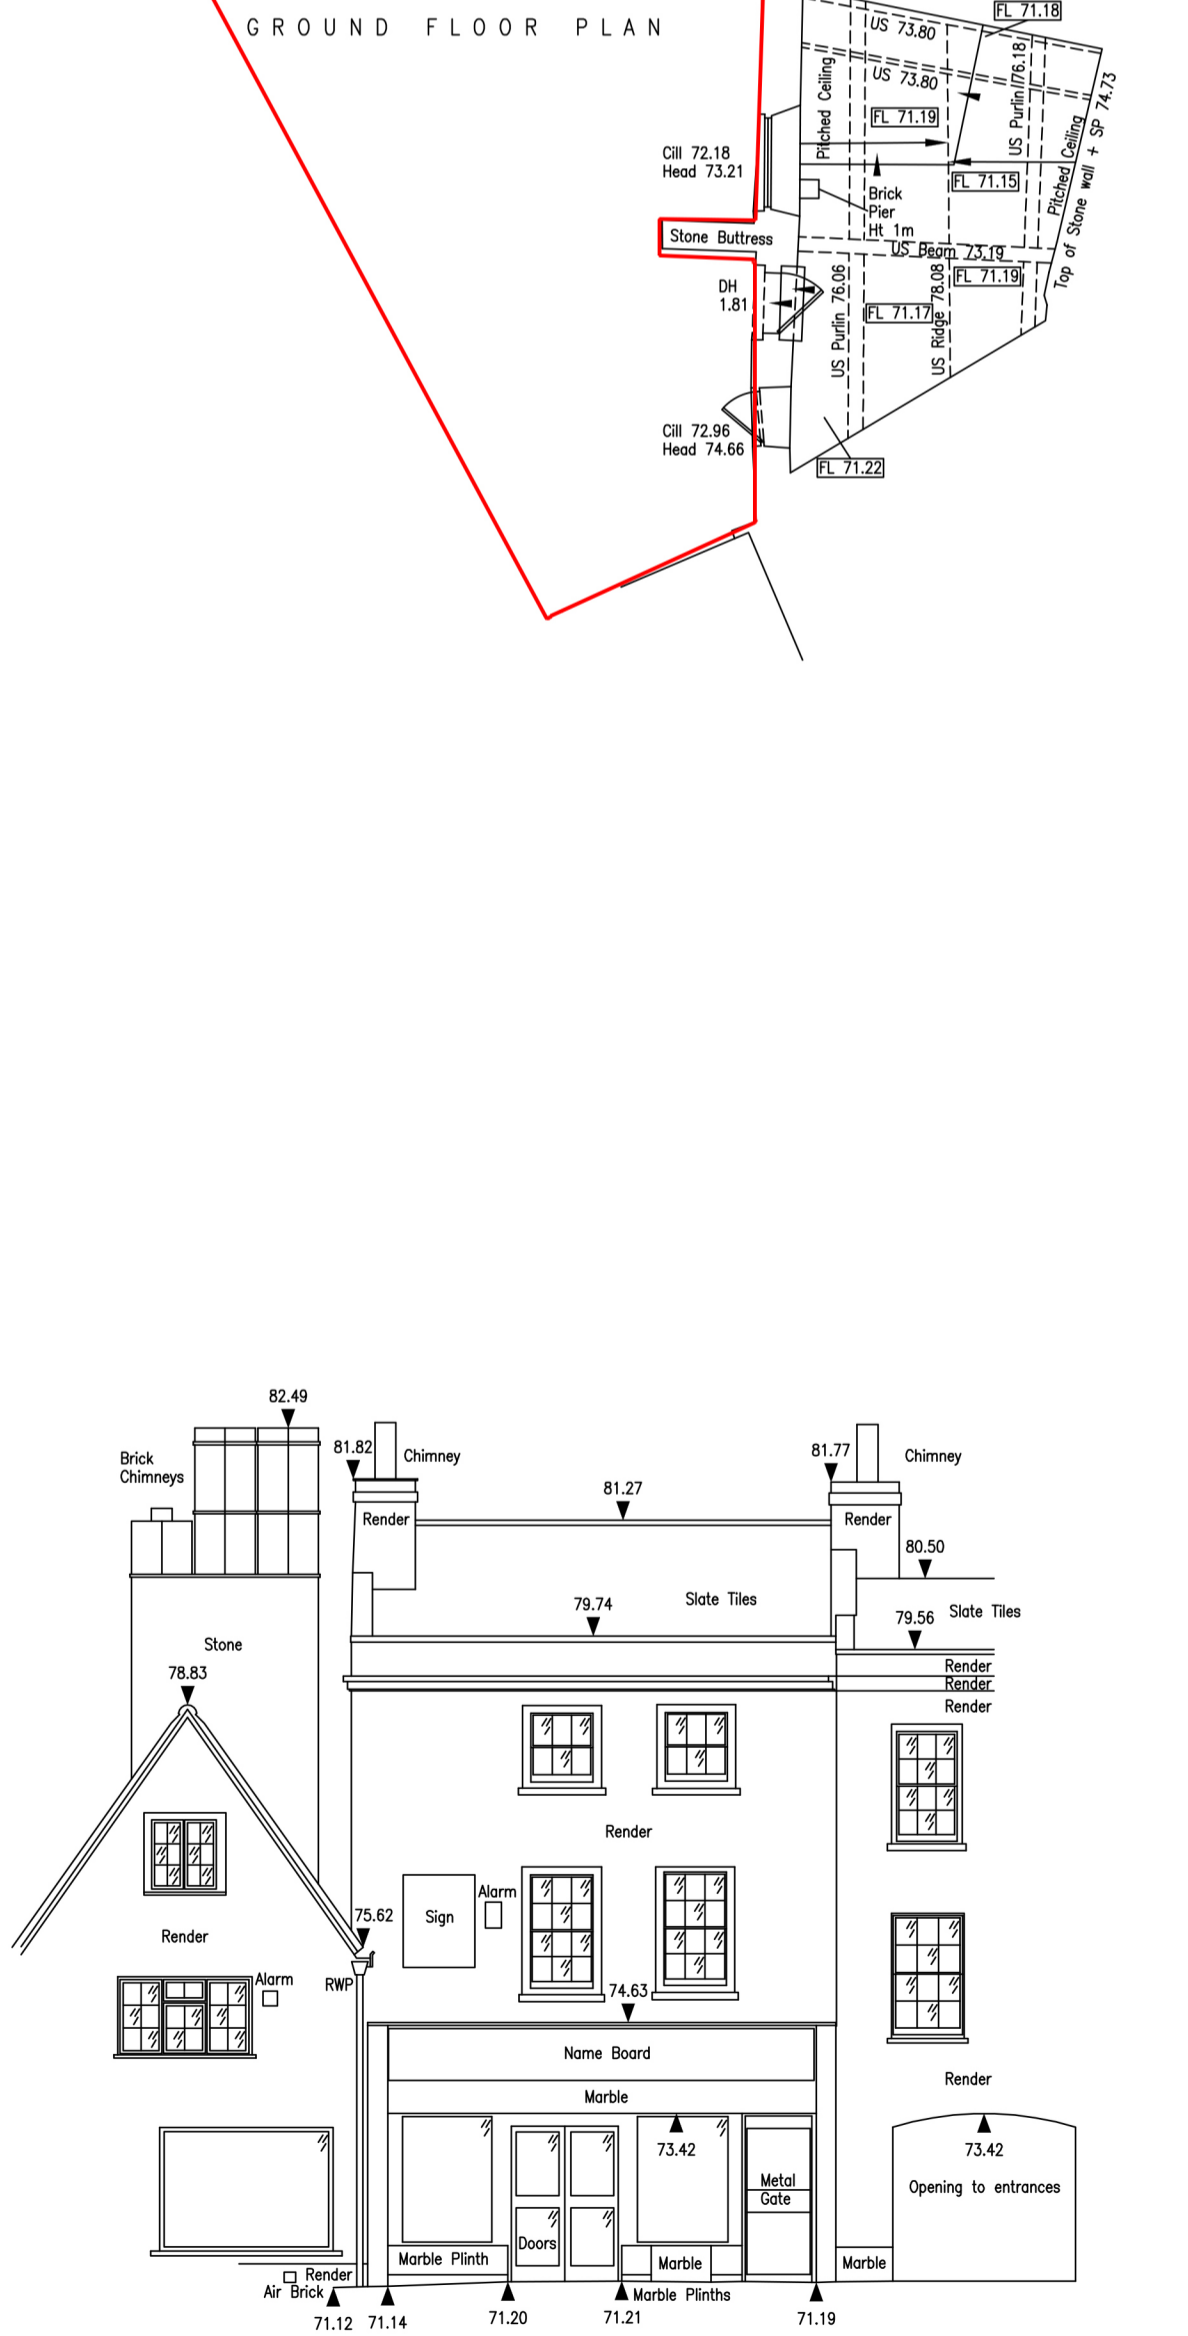 GROUND FLOOR PLAN
FL 71.18
US 73.80
US 73.80
Pitched Ceiling
US Purlin 76.18
Pitched Ceiling
Top of Stone wall + SP 74.73
FL 71.19
Cill 72.18
Head 73.21
FL 71.15
Brick
Pier
Ht 1m
Stone Buttress
US Beam 73.19
FL 71.19
DH
1.81
US Purlin 76.06
FL 71.17
US Ridge 78.08
Cill 72.96
Head 74.66
FL 71.22
82.49
Brick
Chimneys
81.82
Chimney
81.77
Chimney
81.27
Render
Render
80.50
79.74
Slate Tiles
79.56
Slate Tiles
Stone
78.83
Render
Render
Render
Render
Sign
Alarm
75.62
Render
Alarm
RWP
74.63
Name Board
Render
Marble
73.42
73.42
Metal
Gate
Opening to entrances
Doors
Marble Plinth
Marble
Marble
Render
Air Brick
Marble Plinths
71.12
71.14
71.20
71.21
71.19